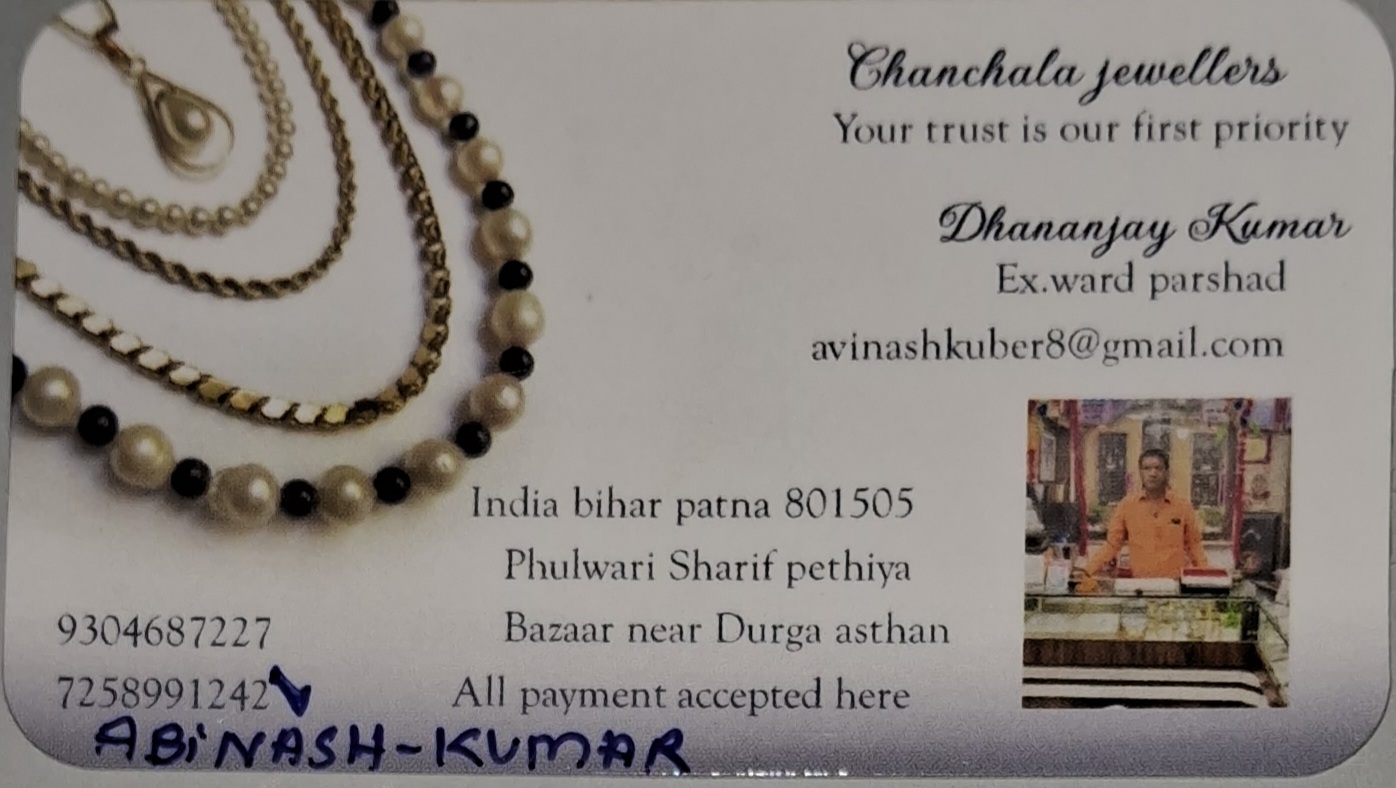 Chanchala jewellers
Your trust is our first priority
Dhananjay Kumar
Ex.ward parshad
avinashkuber8@gmail.com
India bihar patna 801505
Phulwari Sharif pethiya
Bazaar near Durga asthan
All payment accepted here
9304687227
7258991242
ABiNASH-KUMAR